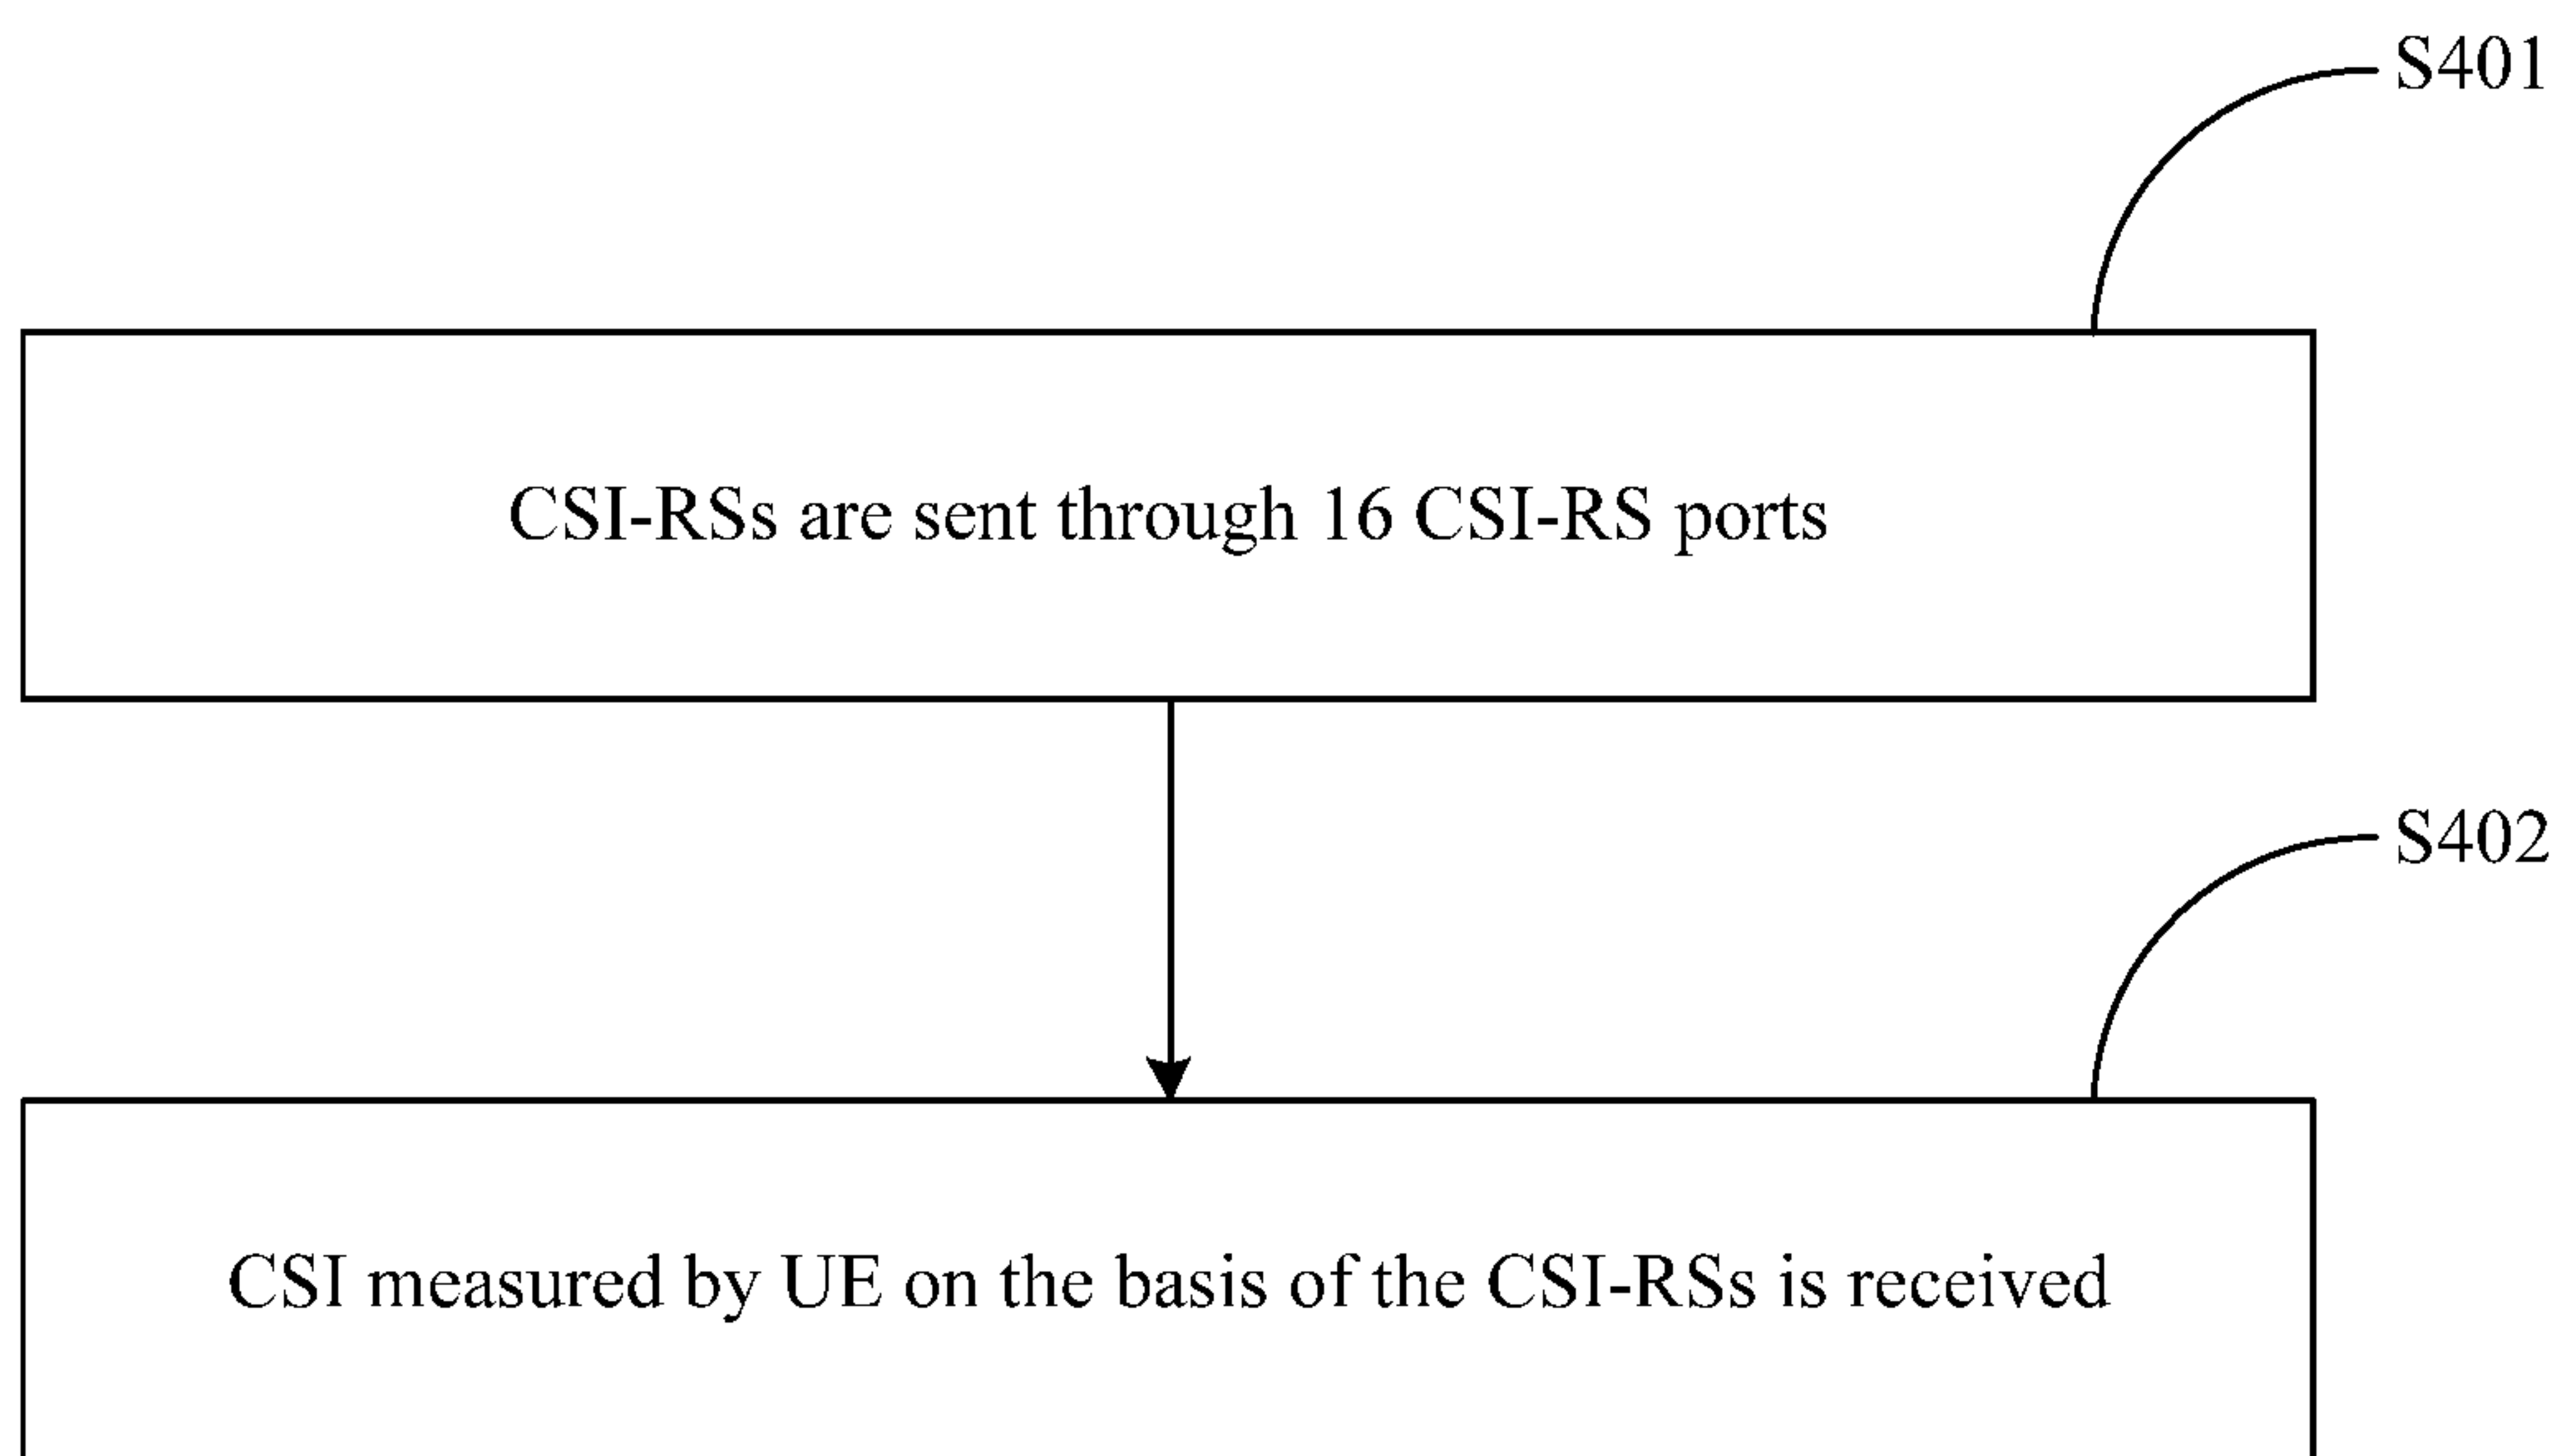 S401
CSI-RSs are sent through 16 CSI-RS ports
S402
CSI measured by UE on the basis of the CSI-RSs is received